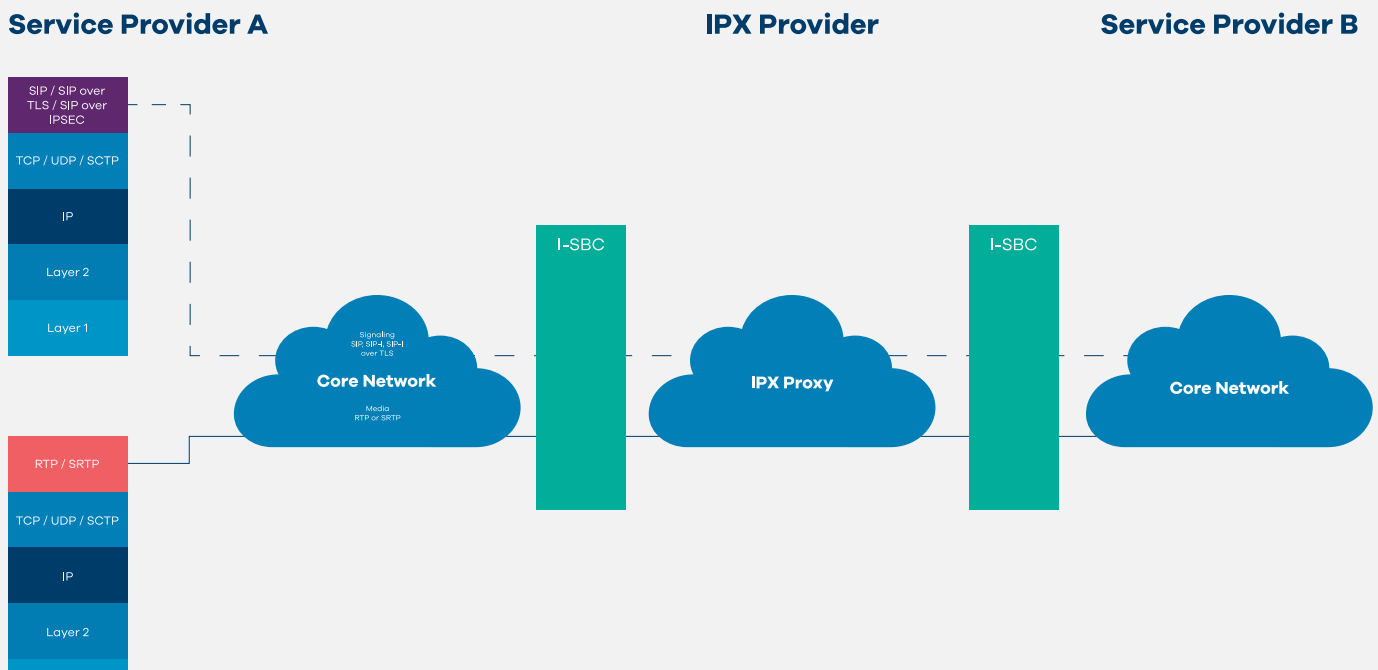 Service Provider A
IPX Provider
Service Provider B
SIP / SIP over
TLS / SIP over
IPSEC
TCP / UDP / SCTP
IP
Layer 2
Layer 1
I-SBC
I-SBC
Signaling
SIP, SIP-I, SIP-I
over TLS
Core Network
Media
RTP or SRTP
IPX Proxy
Core Network
RTP / SRTP
TCP / UDP / SCTP
IP
Layer 2